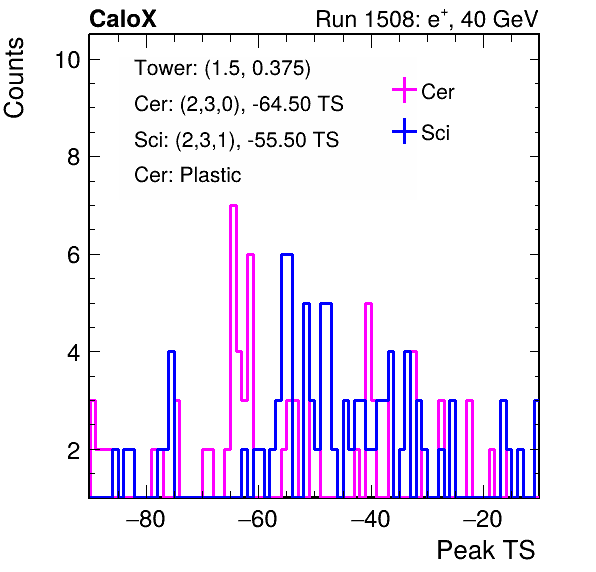 CaloX Run 1508: e⁺, 40 GeV
Counts
Tower: (1.5, 0.375)
Cer: (2,3,0), -64.50 TS
Sci: (2,3,1), -55.50 TS
Cer: Plastic
Cer
Sci
10
8
6
4
2
−80 −60 −40 −20
Peak TS